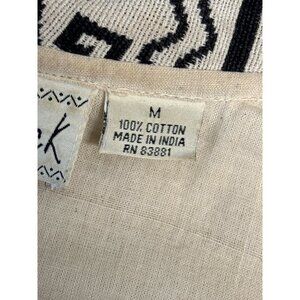 M
100% COTTON
MADE IN INDIA
RN 83881